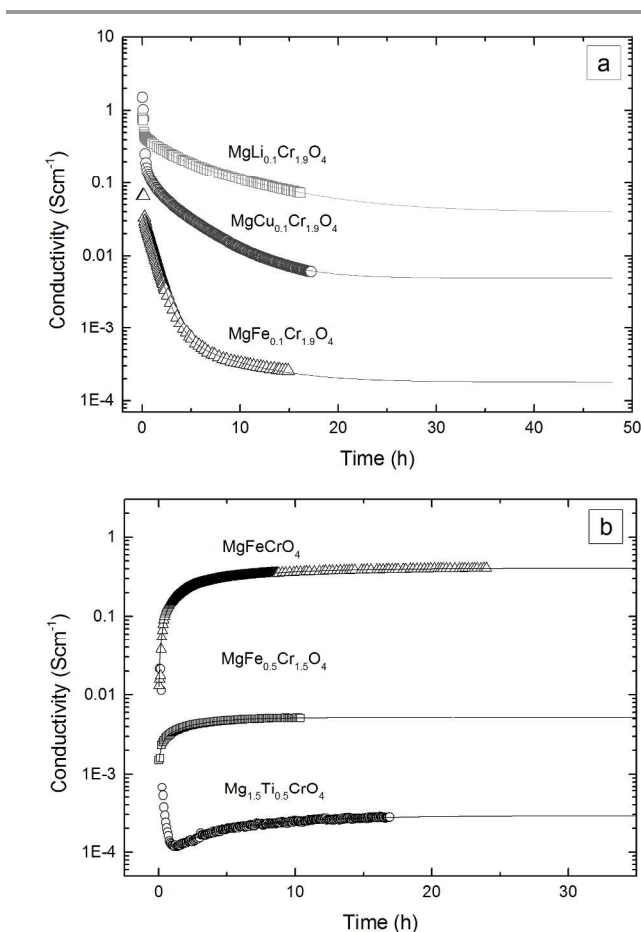 a
10
1
0.1
0.01
1E-3
1E-4
Conductivity (Scm⁻¹)
MgLi₀.₁Cr₁.₉O₄
MgCu₀.₁Cr₁.₉O₄
MgFe₀.₁Cr₁.₉O₄
0 10 20 30 40 50
Time (h)
b
1
0.1
0.01
1E-3
1E-4
Conductivity (Scm⁻¹)
MgFeCrO₄
MgFe₀.₅Cr₁.₅O₄
Mg₁.₅Ti₀.₅CrO₄
0 10 20 30
Time (h)